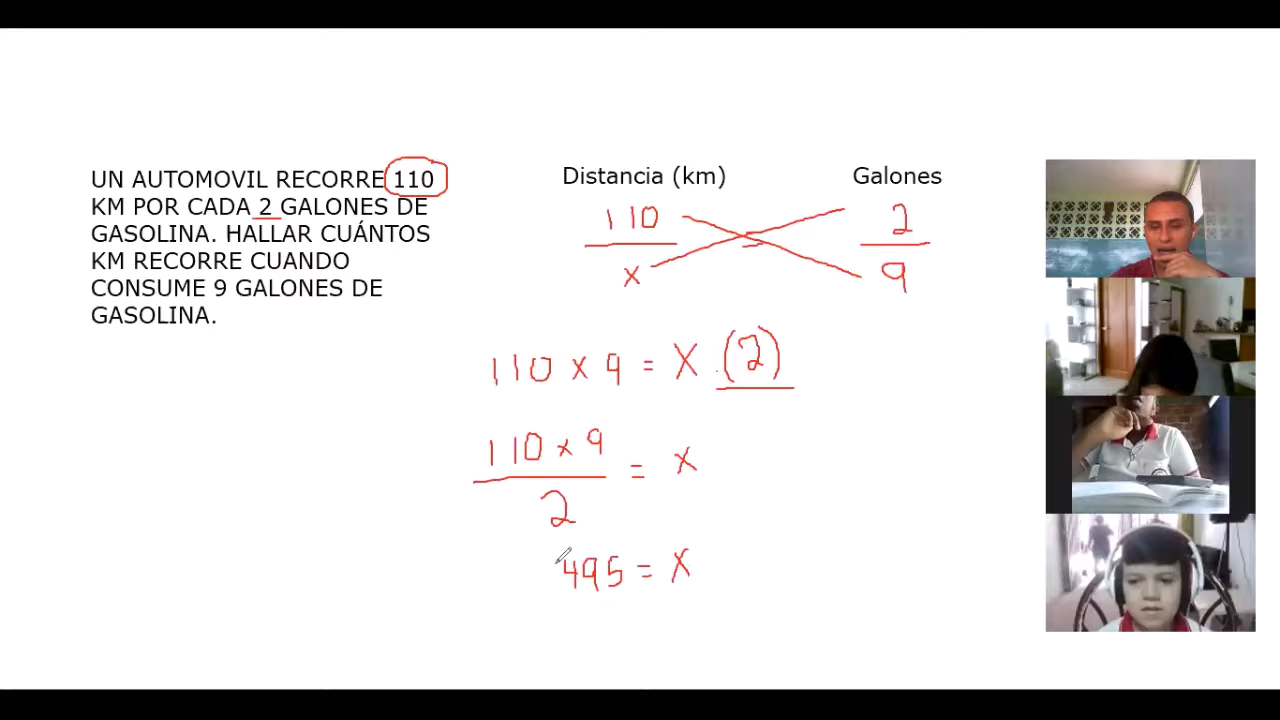 UN AUTOMOVIL RECORRE 110
KM POR CADA 2 GALONES DE
GASOLINA. HALLAR CUÁNTOS
KM RECORRE CUANDO
CONSUME 9 GALONES DE
GASOLINA.
Distancia (km) Galones
110 2
x = 9
110 x 9 = X . (2)
110 x 9
= x
2
495 = X